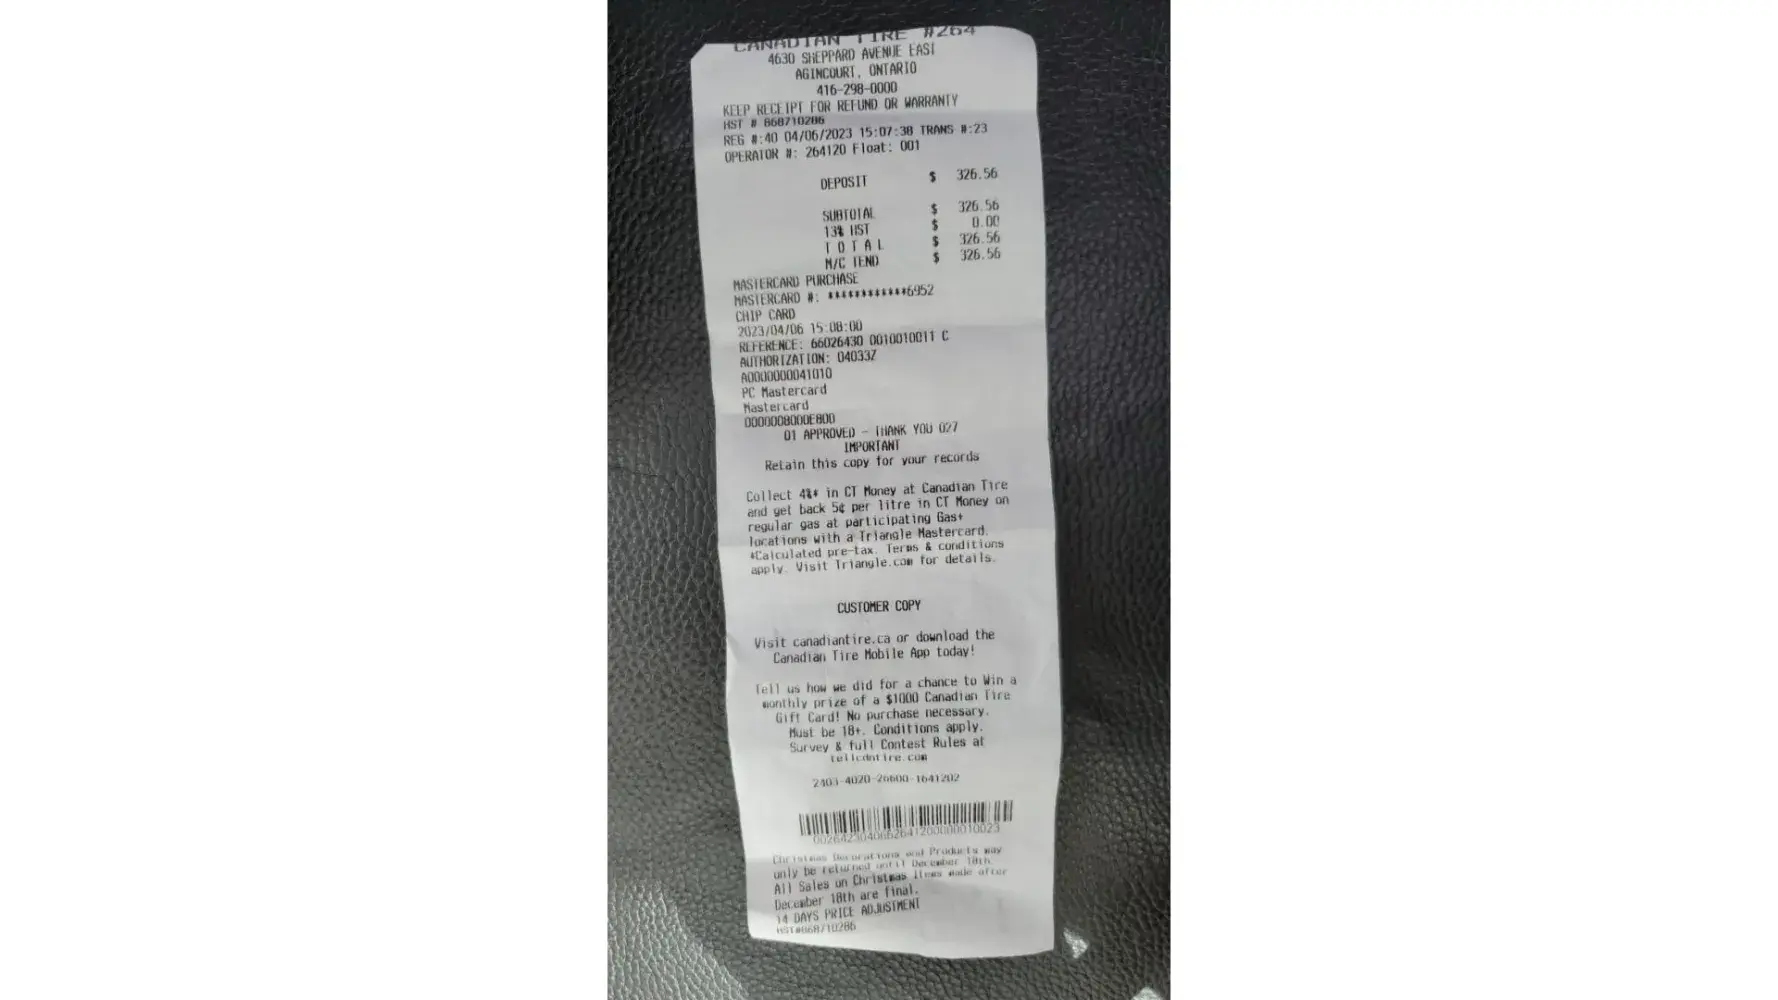 CANADIAN TIRE #264
4630 SHEPPARD AVENUE EAST
AGINCOURT, ONTARIO
416-298-0000
KEEP RECEIPT FOR REFUND OR WARRANTY
HST # 868710286
REG #:40 04/06/2023 15:07:38 TRANS #:23
OPERATOR #: 264120 Float: 001
DEPOSIT $ 326.56
SUBTOTAL $ 326.56
13% HST $ 0.00
T O T A L $ 326.56
M/C TEND $ 326.56
MASTERCARD PURCHASE
MASTERCARD #: ************6952
CHIP CARD
2023/04/06 15:08:00
REFERENCE: 66026430 0010010011 C
AUTHORIZATION: 04033Z
A0000000041010
PC Mastercard
Mastercard
0000008000E800
01 APPROVED - THANK YOU 027
IMPORTANT
Retain this copy for your records
Collect 4%* in CT Money at Canadian Tire
and get back 5¢ per litre in CT Money on
regular gas at participating Gas+
locations with a Triangle Mastercard.
*Calculated pre-tax. Terms & conditions
apply. Visit Triangle.com for details.
CUSTOMER COPY
Visit canadiantire.ca or download the
Canadian Tire Mobile App today!
Tell us how we did for a chance to Win a
monthly prize of a $1000 Canadian Tire
Gift Card! No purchase necessary.
Must be 18+. Conditions apply.
Survey & full Contest Rules at
tellcdntire.com
2403-4020-26600-1641202
0026423040662641200000010023
Christmas Decorations and Products may
only be returned until December 18th.
All Sales on Christmas items made after
December 18th are final.
14 DAYS PRICE ADJUSTMENT
HST#868710286